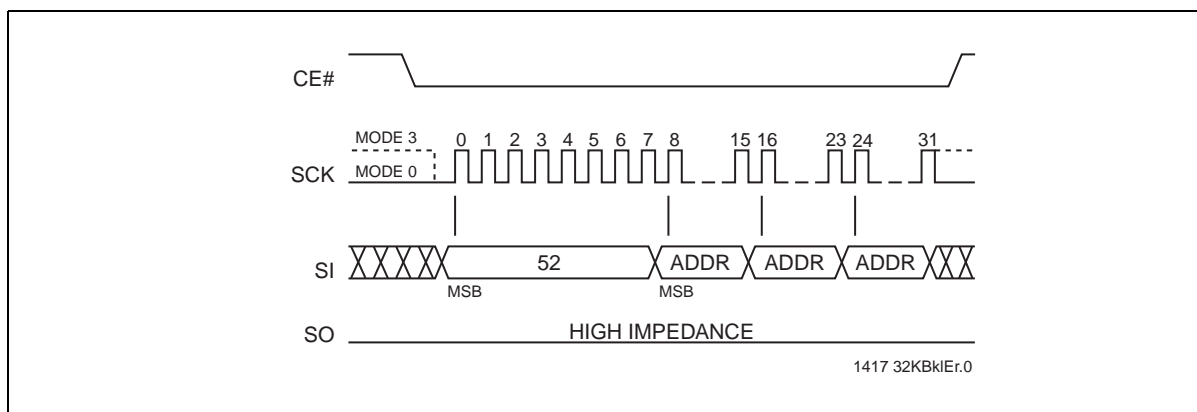 CE#
MODE 3
0 1 2 3 4 5 6 7 8 15 16 23 24 31
SCK
MODE 0
SI
52 ADDR ADDR ADDR
MSB MSB
SO
HIGH IMPEDANCE
1417 32KBklEr.0